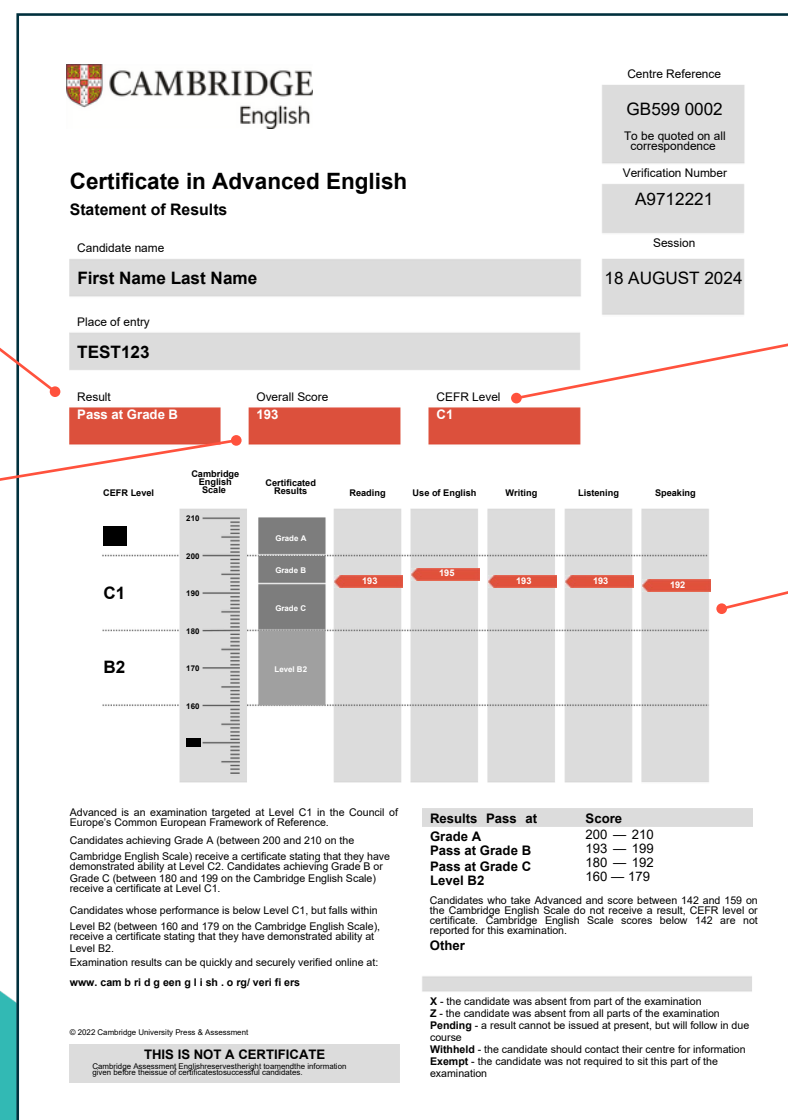 CAMBRIDGE
English
Centre Reference
GB599 0002
To be quoted on all
correspondence
Certificate in Advanced English
Statement of Results
Verification Number
A9712221
Candidate name
First Name Last Name
Session
18 AUGUST 2024
Place of entry
TEST123
Result
Pass at Grade B
Overall Score
193
CEFR Level
C1
CEFR Level
Cambridge
English
Scale
Certificated
Results
Reading
Use of English
Writing
Listening
Speaking
210
Grade A
200
Grade B
193
195
193
193
192
C1
190
Grade C
180
B2
170
Level B2
160
Advanced is an examination targeted at Level C1 in the Council of
Europe's Common European Framework of Reference.
Candidates achieving Grade A (between 200 and 210 on the
Cambridge English Scale) receive a certificate stating that they have
demonstrated ability at Level C2. Candidates achieving Grade B or
Grade C (between 180 and 199 on the Cambridge English Scale)
receive a certificate at Level C1.
Candidates whose performance is below Level C1, but falls within
Level B2 (between 160 and 179 on the Cambridge English Scale),
receive a certificate stating that they have demonstrated ability at
Level B2.
Examination results can be quickly and securely verified online at:
www. cam b ri d g een g l i sh . o rg/ veri fi ers
© 2022 Cambridge University Press & Assessment
THIS IS NOT A CERTIFICATE
Cambridge Assessment Englishreservestheright toamendthe information
given before theissue of certificatestosuccessful candidates.
Results Pass at Score
Grade A 200 — 210
Pass at Grade B 193 — 199
Pass at Grade C 180 — 192
Level B2 160 — 179
Candidates who take Advanced and score between 142 and 159 on
the Cambridge English Scale do not receive a result, CEFR level or
certificate. Cambridge English Scale scores below 142 are not
reported for this examination.
Other
X - the candidate was absent from part of the examination
Z - the candidate was absent from all parts of the examination
Pending - a result cannot be issued at present, but will follow in due
course
Withheld - the candidate should contact their centre for information
Exempt - the candidate was not required to sit this part of the
examination